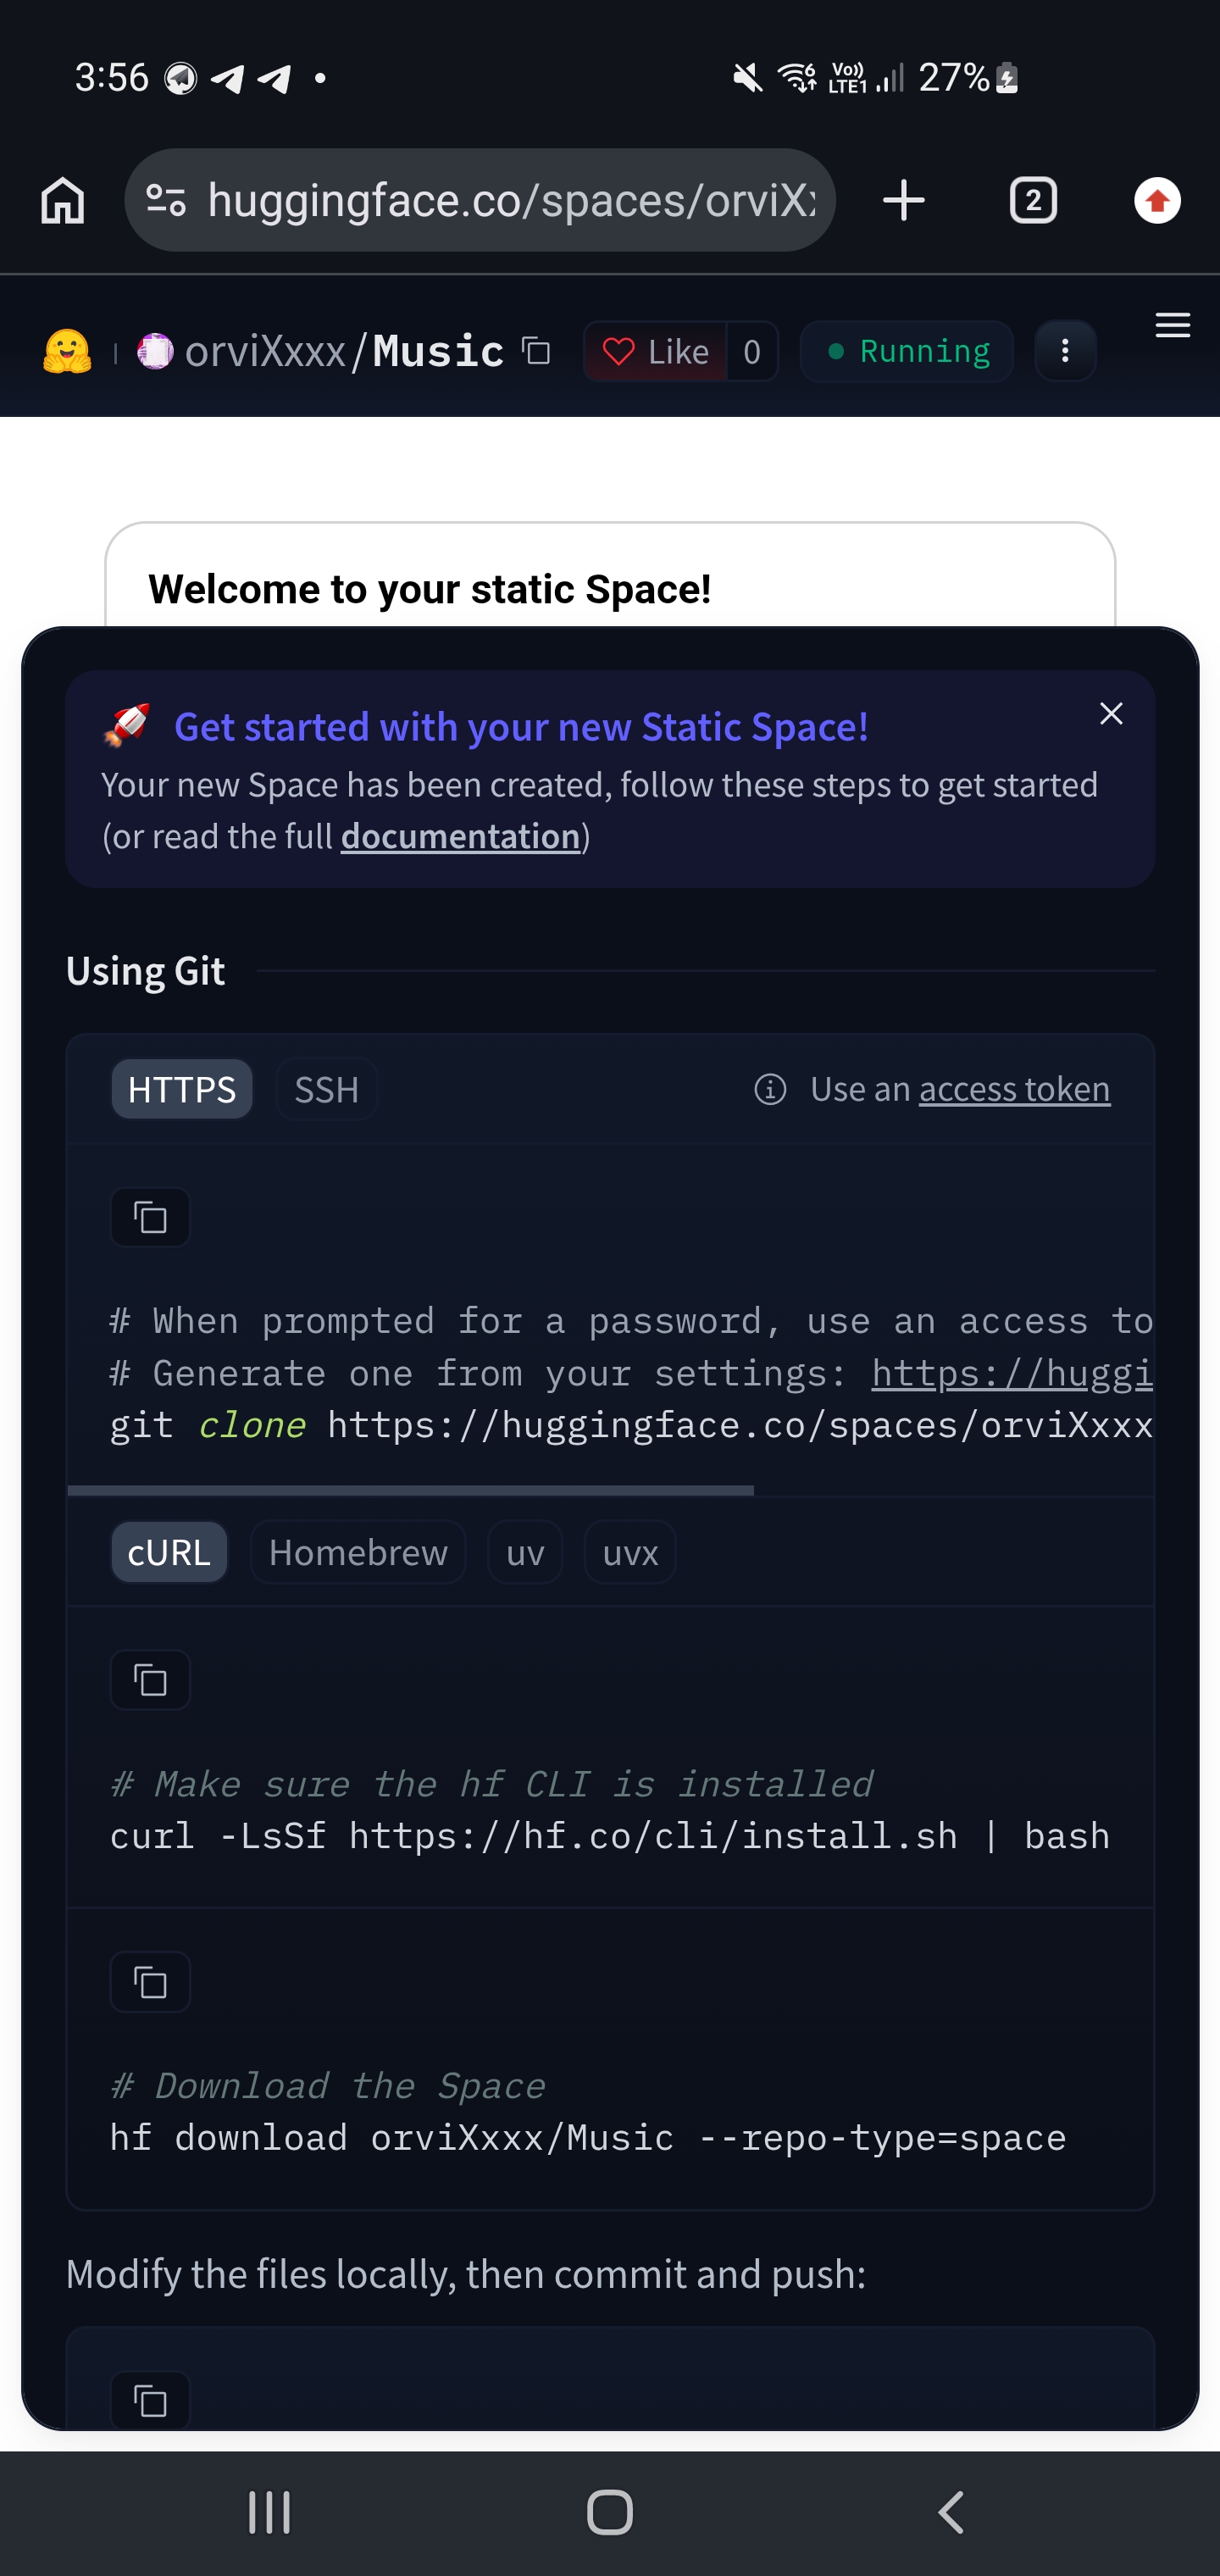 3:56
Vo)) LTE1 27%
huggingface.co/spaces/orviX
2
orviXxxx/Music Like 0 Running
Welcome to your static Space!
🚀 Get started with your new Static Space!
Your new Space has been created, follow these steps to get started
(or read the full documentation)
Using Git
HTTPS SSH Use an access token
# When prompted for a password, use an access to
# Generate one from your settings: https://huggi
git clone https://huggingface.co/spaces/orviXxxx
cURL Homebrew uv uvx
# Make sure the hf CLI is installed
curl -LsSf https://hf.co/cli/install.sh | bash
# Download the Space
hf download orviXxxx/Music --repo-type=space
Modify the files locally, then commit and push: